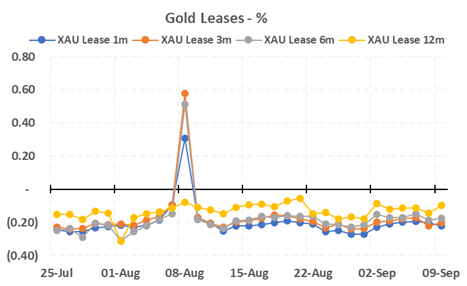 Gold Leases - %
XAU Lease 1m XAU Lease 3m XAU Lease 6m XAU Lease 12m
0.80
0.60
0.40
0.20
-
(0.20)
(0.40)
25-Jul 01-Aug 08-Aug 15-Aug 22-Aug 02-Sep 09-Sep